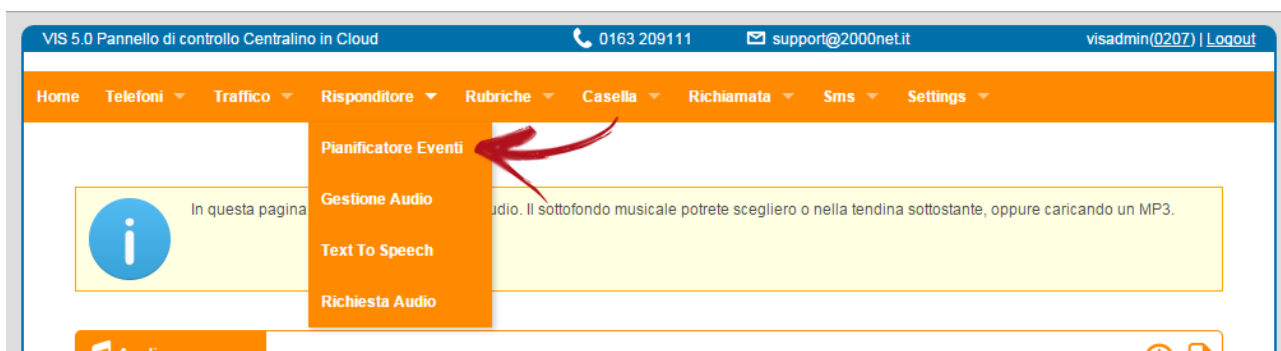 VIS 5.0 Pannello di controllo Centralino in Cloud 0163 209111 support@2000net.it visadmin(0207) | Logout
Home Telefoni Traffico Risponditore Rubriche Casella Richiamata Sms Settings
Pianificatore Eventi
Gestione Audio
In questa pagina udio. Il sottofondo musicale potrete scegliero o nella tendina sottostante, oppure caricando un MP3.
Text To Speech
Richiesta Audio